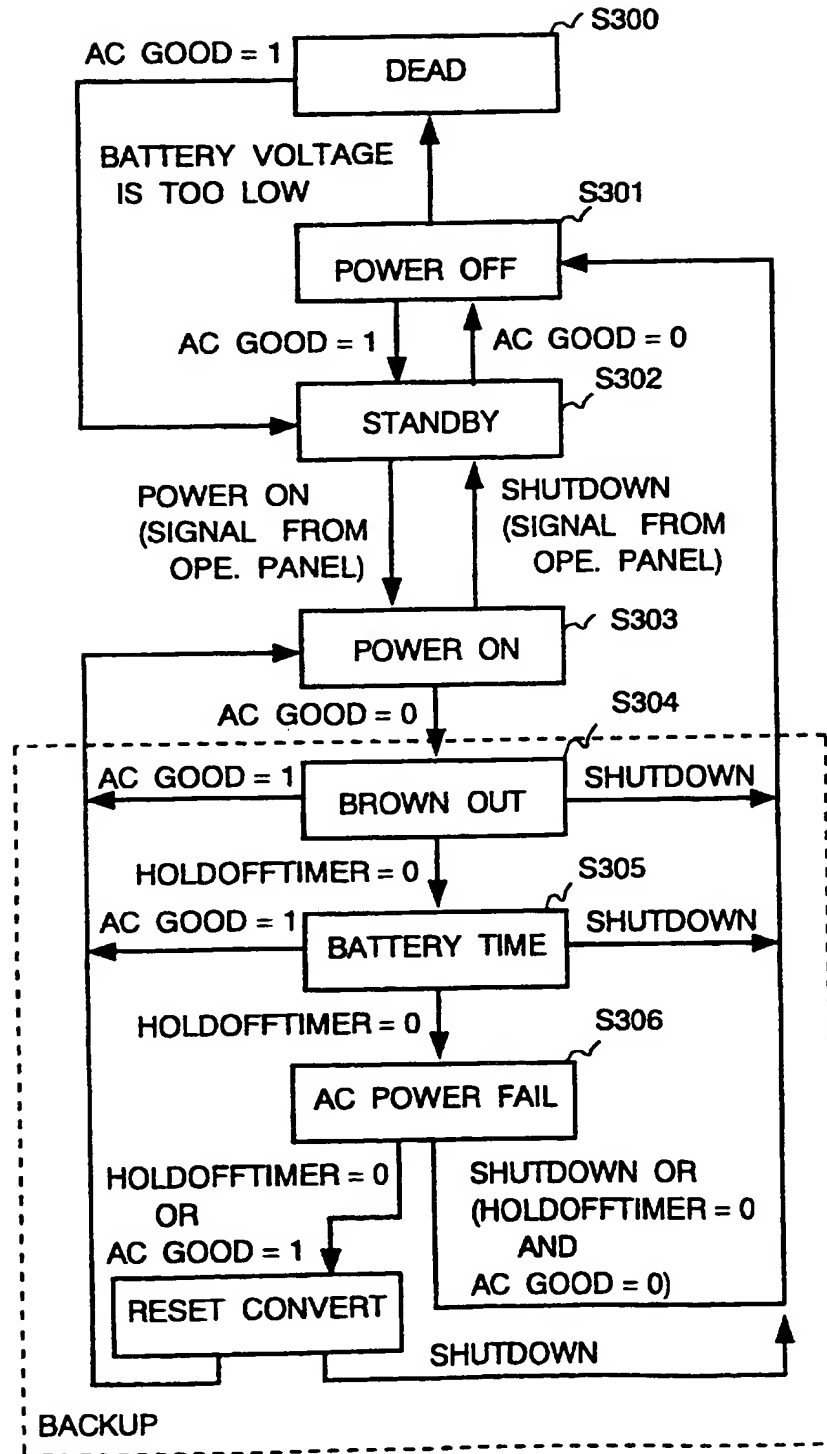 S300
AC GOOD = 1
DEAD
BATTERY VOLTAGE
IS TOO LOW
S301
POWER OFF
AC GOOD = 1
AC GOOD = 0
S302
STANDBY
POWER ON
(SIGNAL FROM
OPE. PANEL)
SHUTDOWN
(SIGNAL FROM
OPE. PANEL)
S303
POWER ON
AC GOOD = 0
S304
AC GOOD = 1
BROWN OUT
SHUTDOWN
HOLDOFFTIMER = 0
S305
AC GOOD = 1
BATTERY TIME
SHUTDOWN
HOLDOFFTIMER = 0
S306
AC POWER FAIL
HOLDOFFTIMER = 0
OR
AC GOOD = 1
SHUTDOWN OR
(HOLDOFFTIMER = 0
AND
AC GOOD = 0)
RESET CONVERT
SHUTDOWN
BACKUP